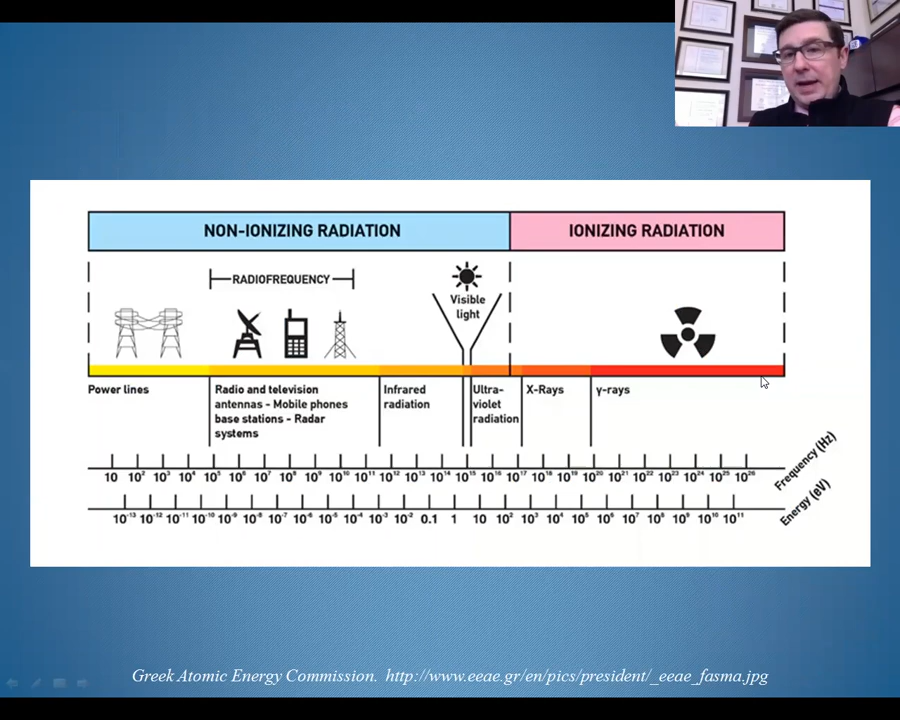 NON-IONIZING RADIATION
IONIZING RADIATION
RADIOFREQUENCY
Visible
light
Power lines
Radio and television
antennas - Mobile phones
base stations - Radar
systems
Infrared
radiation
Ultra-
violet
radiation
X-Rays
γ-rays
10 10² 10³ 10⁴ 10⁵ 10⁶ 10⁷ 10⁸ 10⁹ 10¹⁰ 10¹¹ 10¹² 10¹³ 10¹⁴ 10¹⁵ 10¹⁶ 10¹⁷ 10¹⁸ 10¹⁹ 10²⁰ 10²¹ 10²² 10²³ 10²⁴ 10²⁵ 10²⁶
Frequency (Hz)
10⁻¹³ 10⁻¹² 10⁻¹¹ 10⁻¹⁰ 10⁻⁹ 10⁻⁸ 10⁻⁷ 10⁻⁶ 10⁻⁵ 10⁻⁴ 10⁻³ 10⁻² 0.1 1 10 10² 10³ 10⁴ 10⁵ 10⁶ 10⁷ 10⁸ 10⁹ 10¹⁰ 10¹¹
Energy (eV)
Greek Atomic Energy Commission. http://www.eeae.gr/en/pics/president/_eeae_fasma.jpg